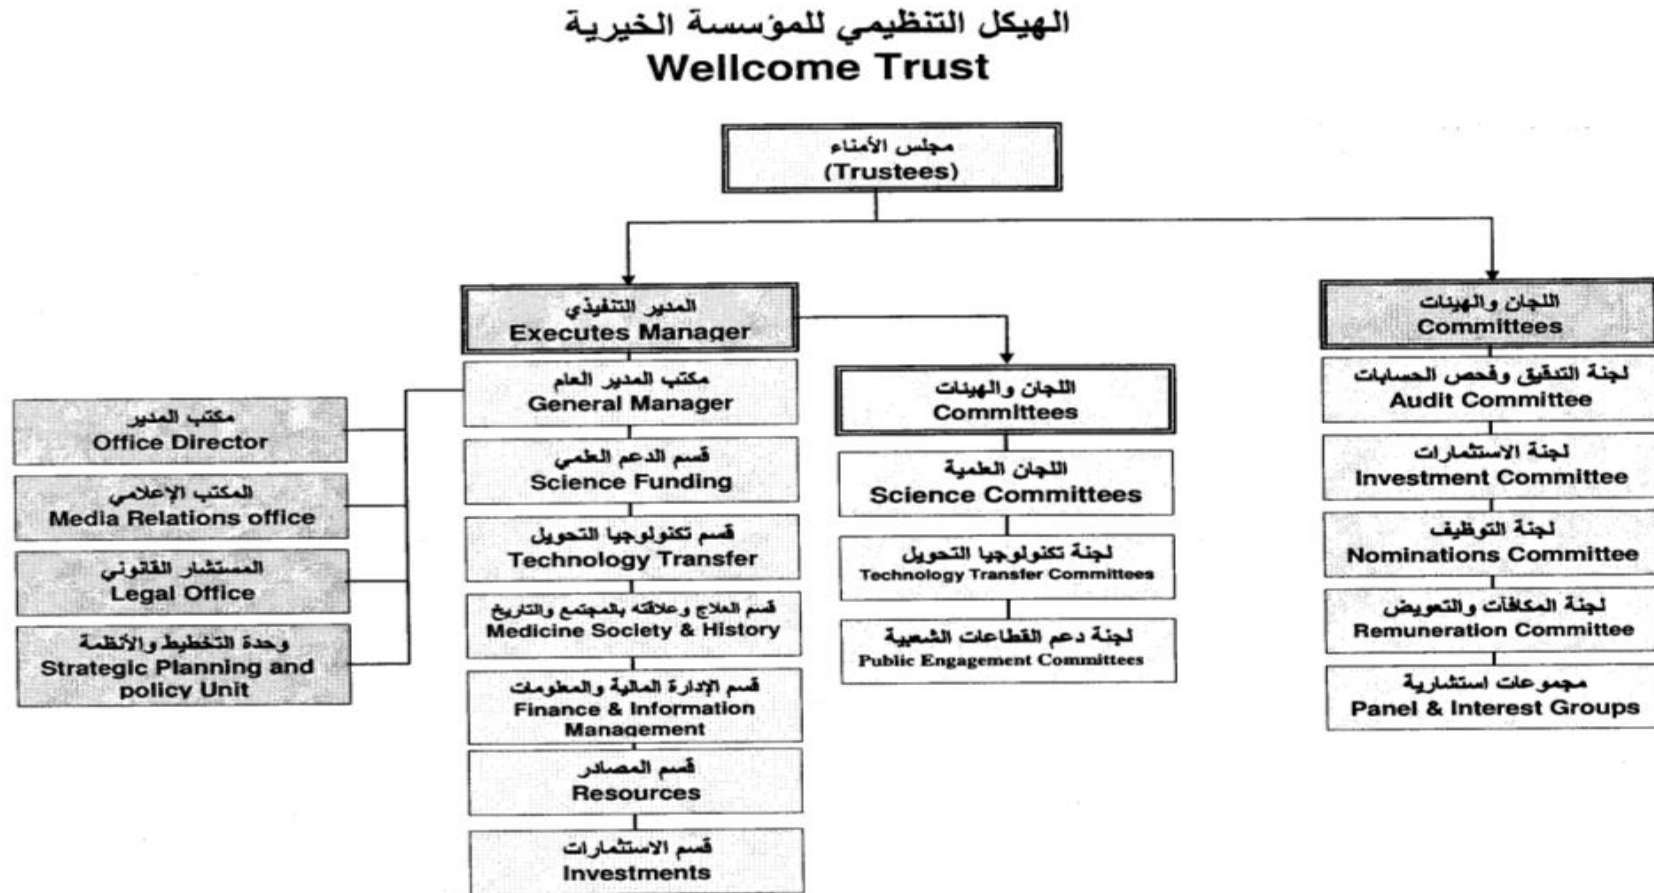 الهيكل التنظيمي للمؤسسة الخيرية
Wellcome Trust
مجلس الأمناء
(Trustees)
المدير التنفيذي
Executes Manager
مكتب المدير العام
General Manager
مكتب المدير
Office Director
المكتب الإعلامي
Media Relations office
المستشار القانوني
Legal Office
وحدة التخطيط والأنظمة
Strategic Planning and
policy Unit
قسم الدعم العلمي
Science Funding
قسم تكنولوجيا التحويل
Technology Transfer
قسم العلاج وعلاقته بالمجتمع والتاريخ
Medicine Society & History
قسم الإدارة المالية والمعلومات
Finance & Information
Management
قسم المصادر
Resources
قسم الاستثمارات
Investments
اللجان والهيئات
Committees
اللجان العلمية
Science Committees
لجنة تكنولوجيا التحويل
Technology Transfer Committees
لجنة دعم القطاعات الشعبية
Public Engagement Committees
اللجان والهيئات
Committees
لجنة التدقيق وفحص الحسابات
Audit Committee
لجنة الاستثمارات
Investment Committee
لجنة التوظيف
Nominations Committee
لجنة المكافآت والتعويض
Remuneration Committee
مجموعات استشارية
Panel & Interest Groups